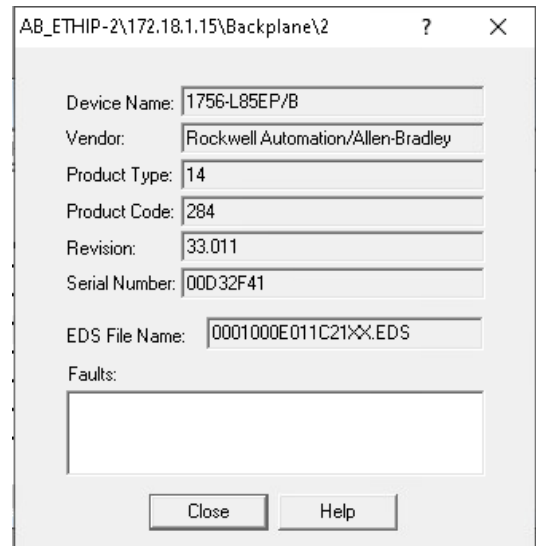 AB_ETHIP-2\172.18.1.15\Backplane\2 ? ×
Device Name: 1756-L85EP/B
Vendor: Rockwell Automation/Allen-Bradley
Product Type: 14
Product Code: 284
Revision: 33.011
Serial Number: 00D32F41
EDS File Name: 0001000E011C21XX.EDS
Faults:
Close Help